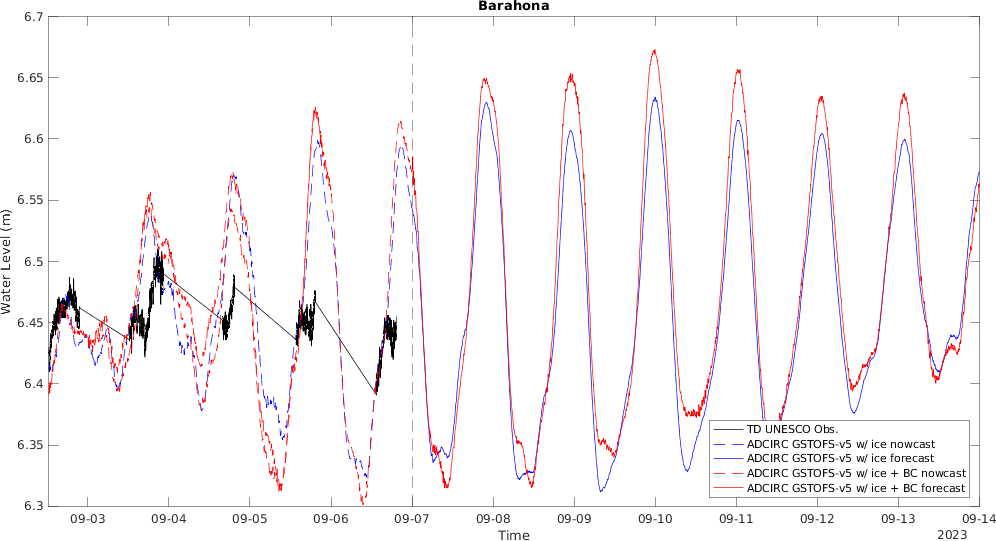 Barahona
6.7
6.65
6.6
6.55
6.5
6.45
6.4
6.35
6.3
Water Level (m)
TD UNESCO Obs.
ADCIRC GSTOFS-v5 w/ ice nowcast
ADCIRC GSTOFS-v5 w/ ice forecast
ADCIRC GSTOFS-v5 w/ ice + BC nowcast
ADCIRC GSTOFS-v5 w/ ice + BC forecast
09-03 09-04 09-05 09-06 09-07 09-08 09-09 09-10 09-11 09-12 09-13 09-14
Time
2023